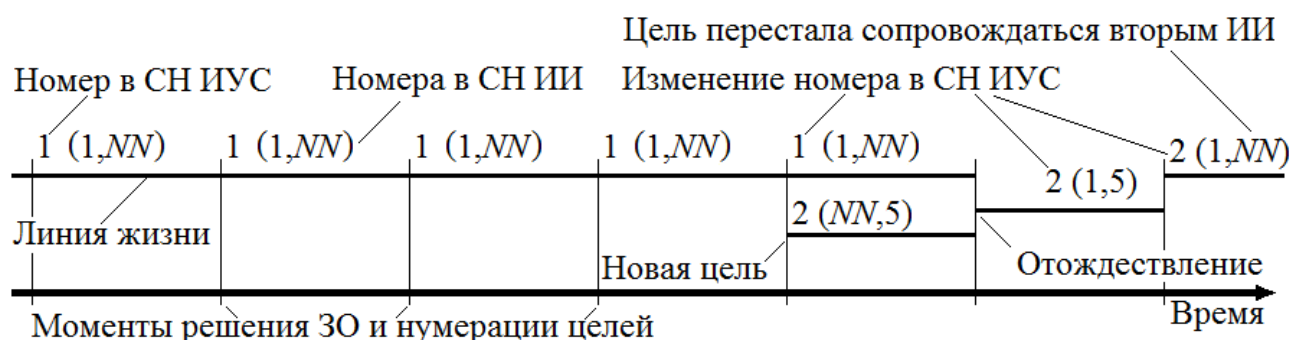 Цель перестала сопровождаться вторым ИИ
Номер в СН ИУС Номера в СН ИИ Изменение номера в СН ИУС
1 (1,NN) 1 (1,NN) 1 (1,NN) 1 (1,NN) 1 (1,NN) 2 (1,NN)
2 (1,5)
Линия жизни 2 (NN,5)
Новая цель Отождествление
Моменты решения ЗО и нумерации целей Время